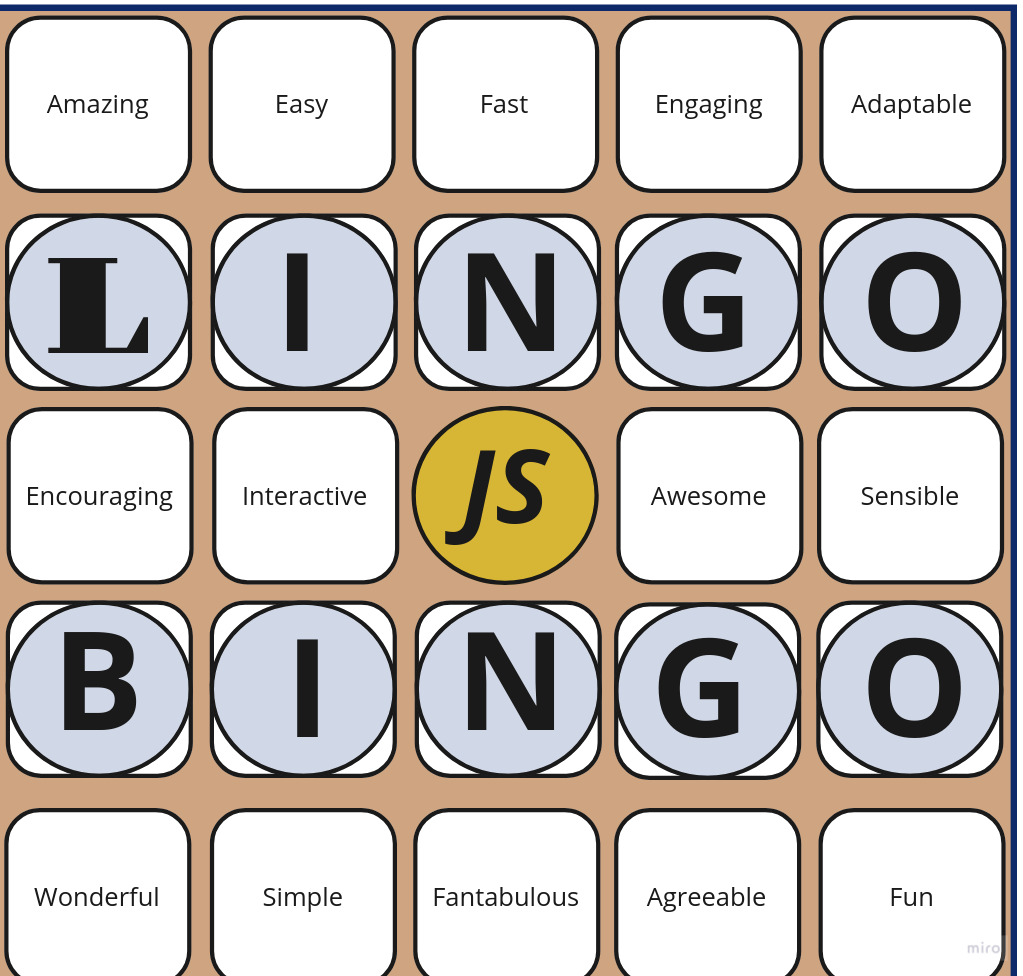 Amazing Easy Fast Engaging Adaptable
L I N G O
Encouraging Interactive JS Awesome Sensible
B I N G O
Wonderful Simple Fantabulous Agreeable Fun
miro